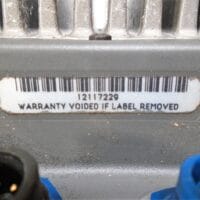 12117229
WARRANTY VOIDED IF LABEL REMOVED